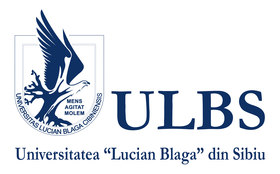 UNIVERSITAS LUCIAN BLAGA CIBINIENSIS
MENS
AGITAT
MOLEM
ULBS
Universitatea “Lucian Blaga” din Sibiu